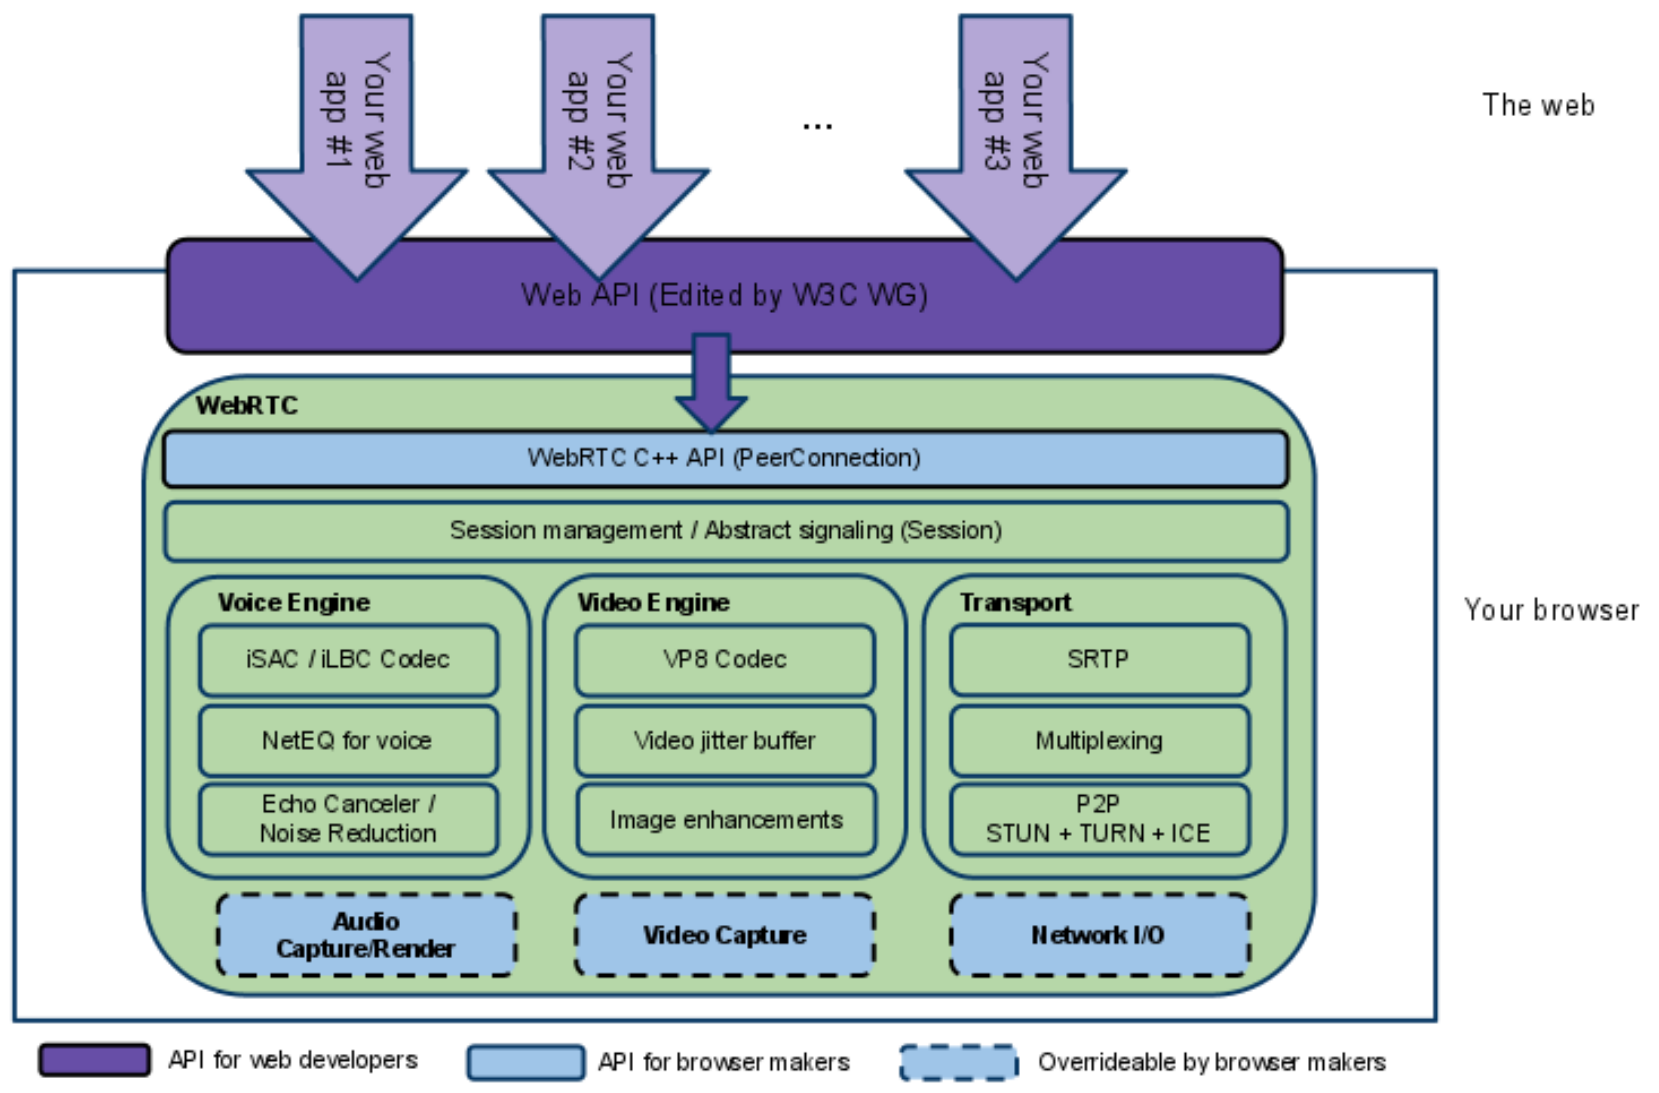 Your web
app #1
Your web
app #2
...
Your web
app #3
The web
Web API (Edited by W3C WG)
WebRTC
WebRTC C++ API (PeerConnection)
Session management / Abstract signaling (Session)
Your browser
Voice Engine
iSAC / iLBC Codec
NetEQ for voice
Echo Canceler /
Noise Reduction
Video Engine
VP8 Codec
Video jitter buffer
Image enhancements
Transport
SRTP
Multiplexing
P2P
STUN + TURN + ICE
Audio
Capture/Render
Video Capture
Network I/O
API for web developers
API for browser makers
Overrideable by browser makers